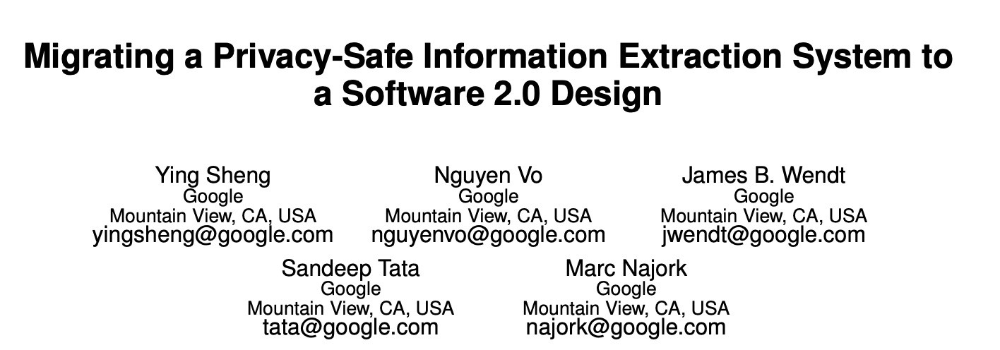 Migrating a Privacy-Safe Information Extraction System to
a Software 2.0 Design
Ying Sheng
Google
Mountain View, CA, USA
yingsheng@google.com
Nguyen Vo
Google
Mountain View, CA, USA
nguyenvo@google.com
James B. Wendt
Google
Mountain View, CA, USA
jwendt@google.com
Sandeep Tata
Google
Mountain View, CA, USA
tata@google.com
Marc Najork
Google
Mountain View, CA, USA
najork@google.com